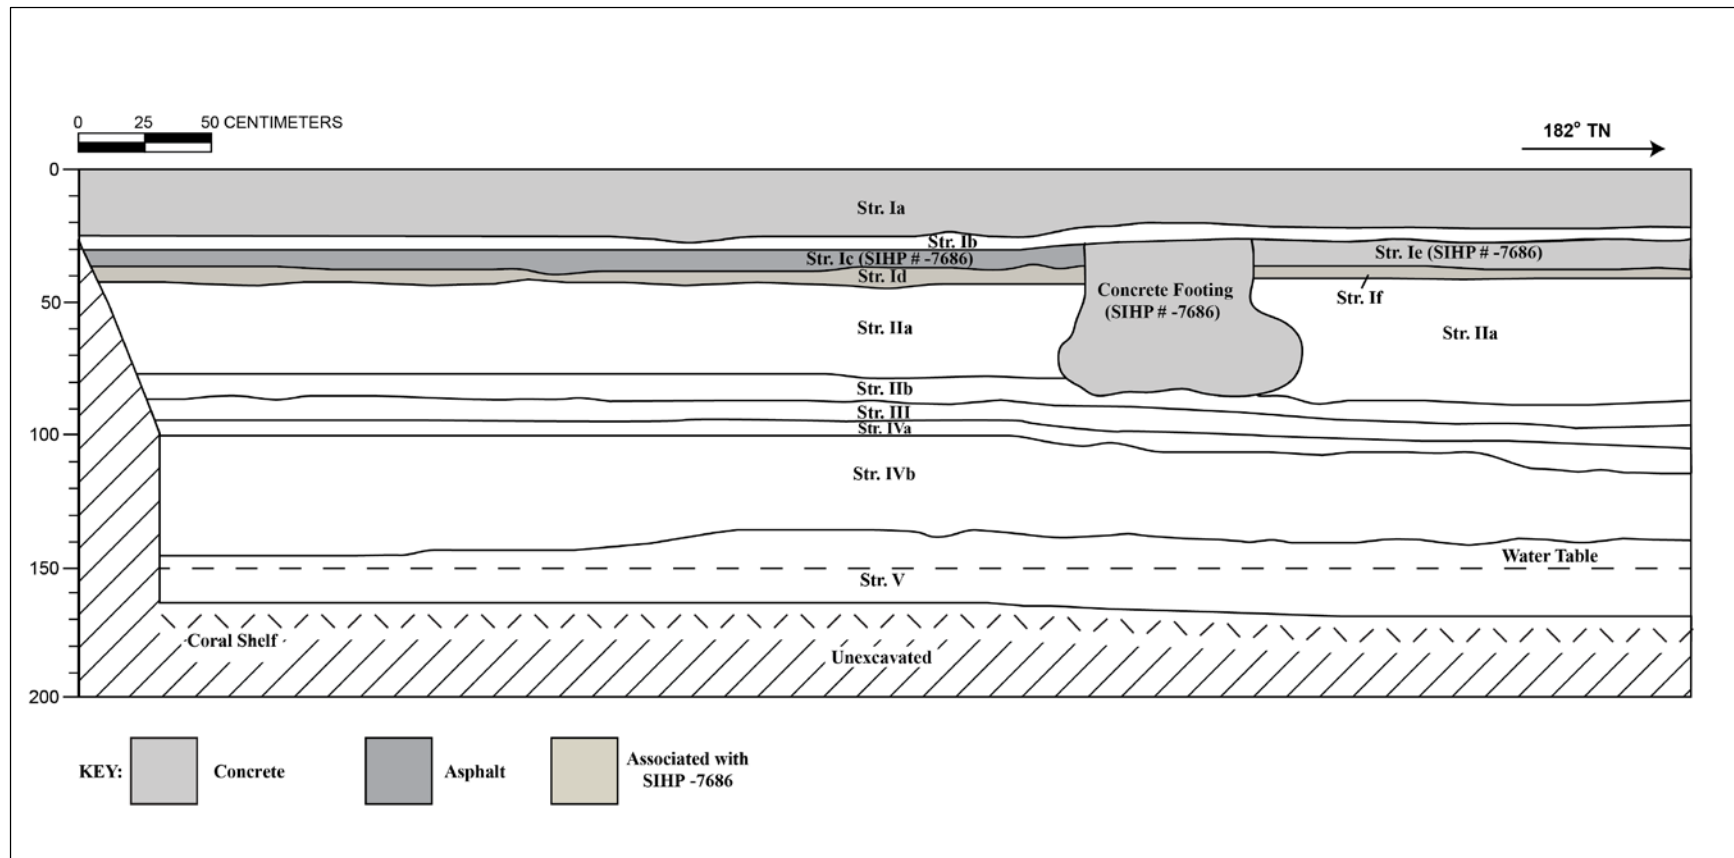 0 25 50 CENTIMETERS
182° TN
0
Str. Ia
Str. Ib
Str. Ic (SIHP # -7686)
Str. Ie (SIHP # -7686)
Str. Id
Concrete Footing
(SIHP # -7686)
Str. If
50
Str. IIa
Str. IIa
Str. IIb
Str. III
Str. IVa
100
Str. IVb
Water Table
150
Str. V
Coral Shelf
Unexcavated
200
KEY:
Concrete
Asphalt
Associated with
SIHP -7686